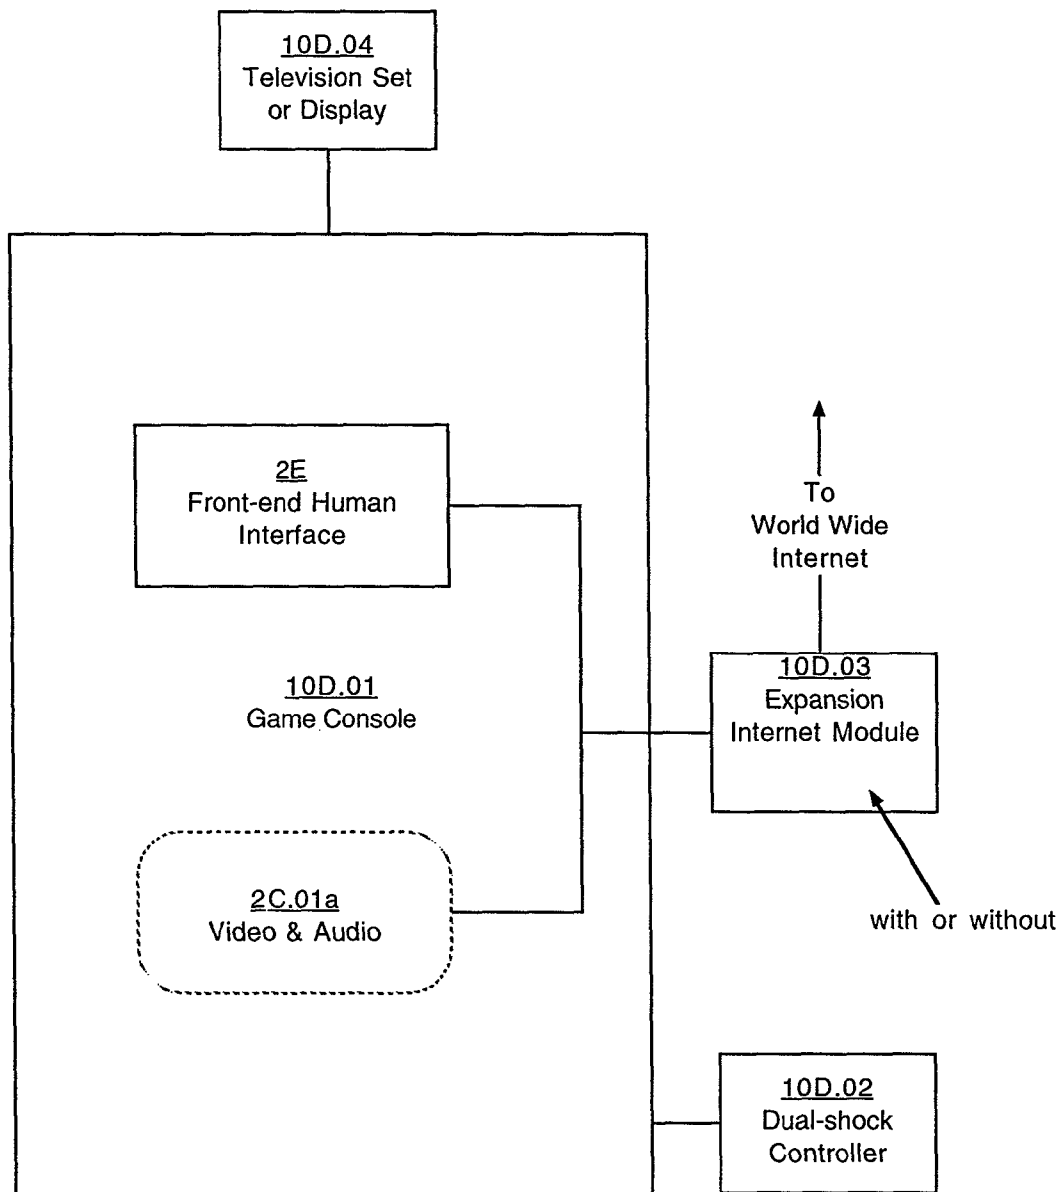 10D.04
Television Set
or Display
2E
Front-end Human
Interface
To
World Wide
Internet
10D.01
Game Console
10D.03
Expansion
Internet Module
2C.01a
Video & Audio
with or without
10D.02
Dual-shock
Controller